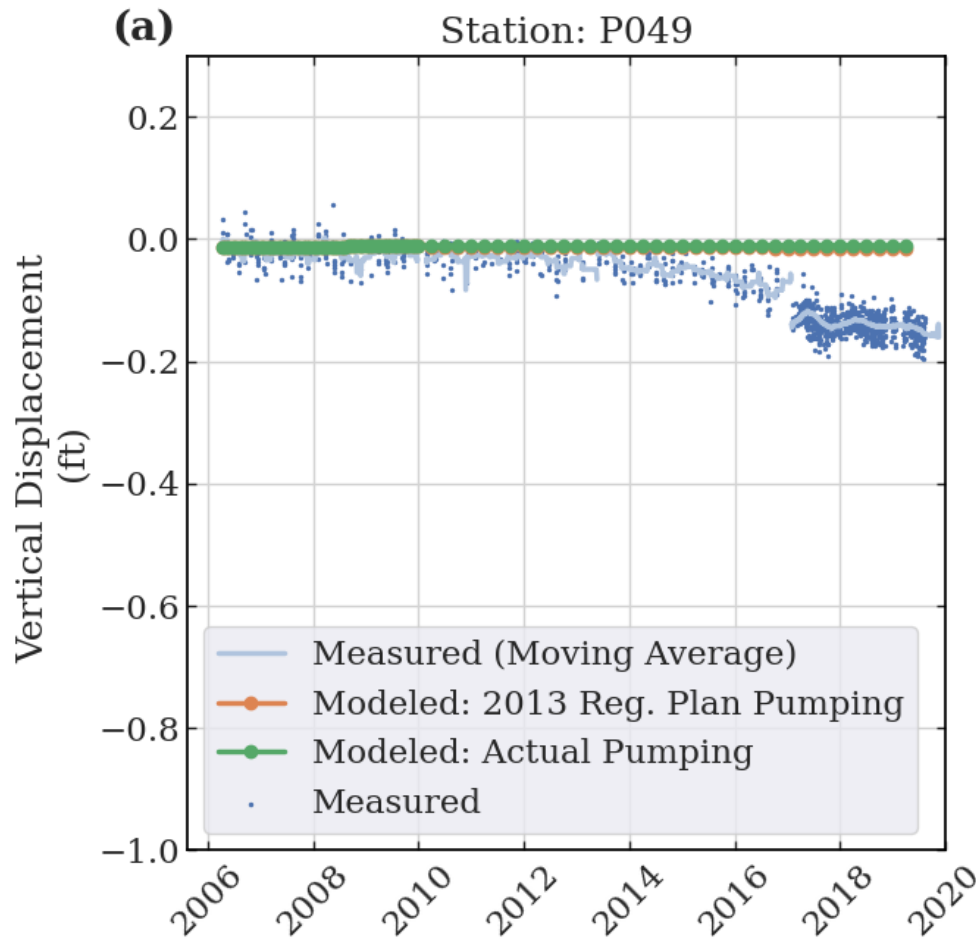 (a)
Station: P049
Vertical Displacement
(ft)
0.2
0.0
−0.2
−0.4
−0.6
−0.8
−1.0
Measured (Moving Average)
Modeled: 2013 Reg. Plan Pumping
Modeled: Actual Pumping
Measured
2006
2008
2010
2012
2014
2016
2018
2020